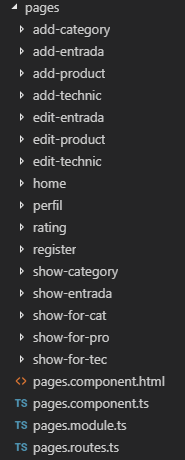 pages
add-category
add-entrada
add-product
add-technic
edit-entrada
edit-product
edit-technic
home
perfil
rating
register
show-category
show-entrada
show-for-cat
show-for-pro
show-for-tec
<> pages.component.html
TS pages.component.ts
TS pages.module.ts
TS pages.routes.ts